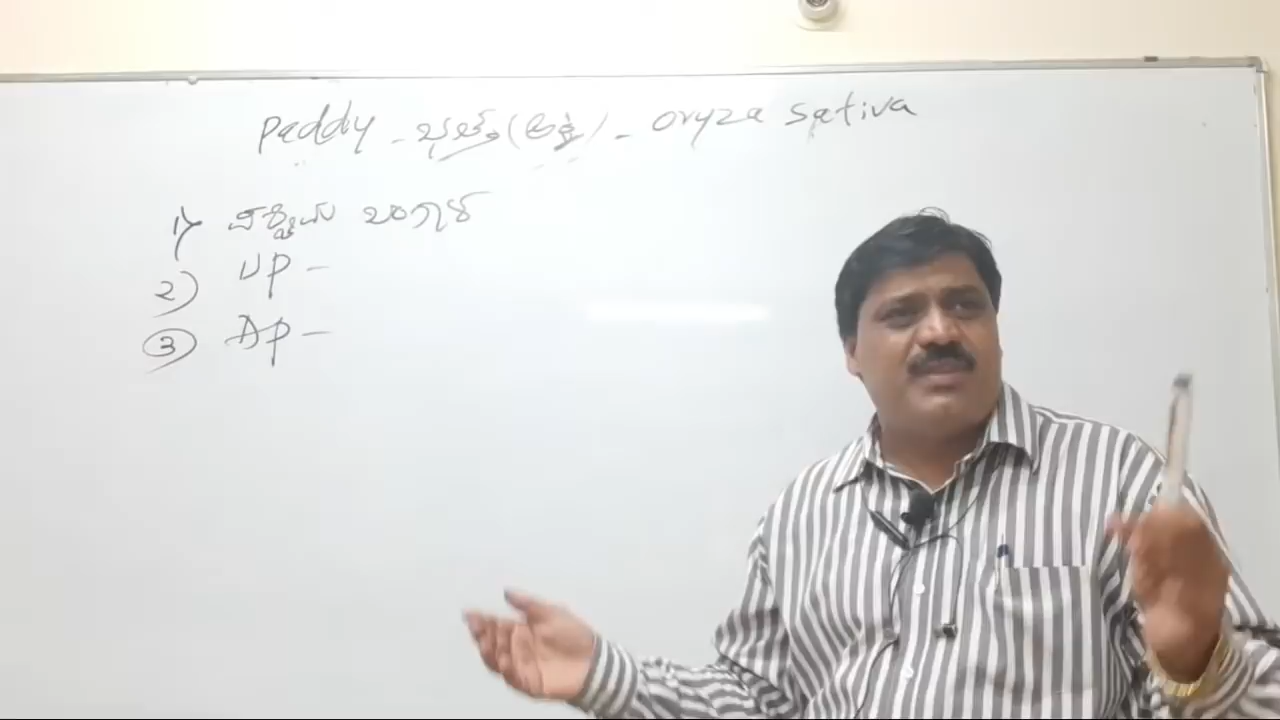 Paddy - ಭತ್ತ (ಅಕ್ಕಿ) - Oryza sativa
1) ಪಶ್ಚಿಮ ಬಂಗಾಳ
2) UP -
3 AP -